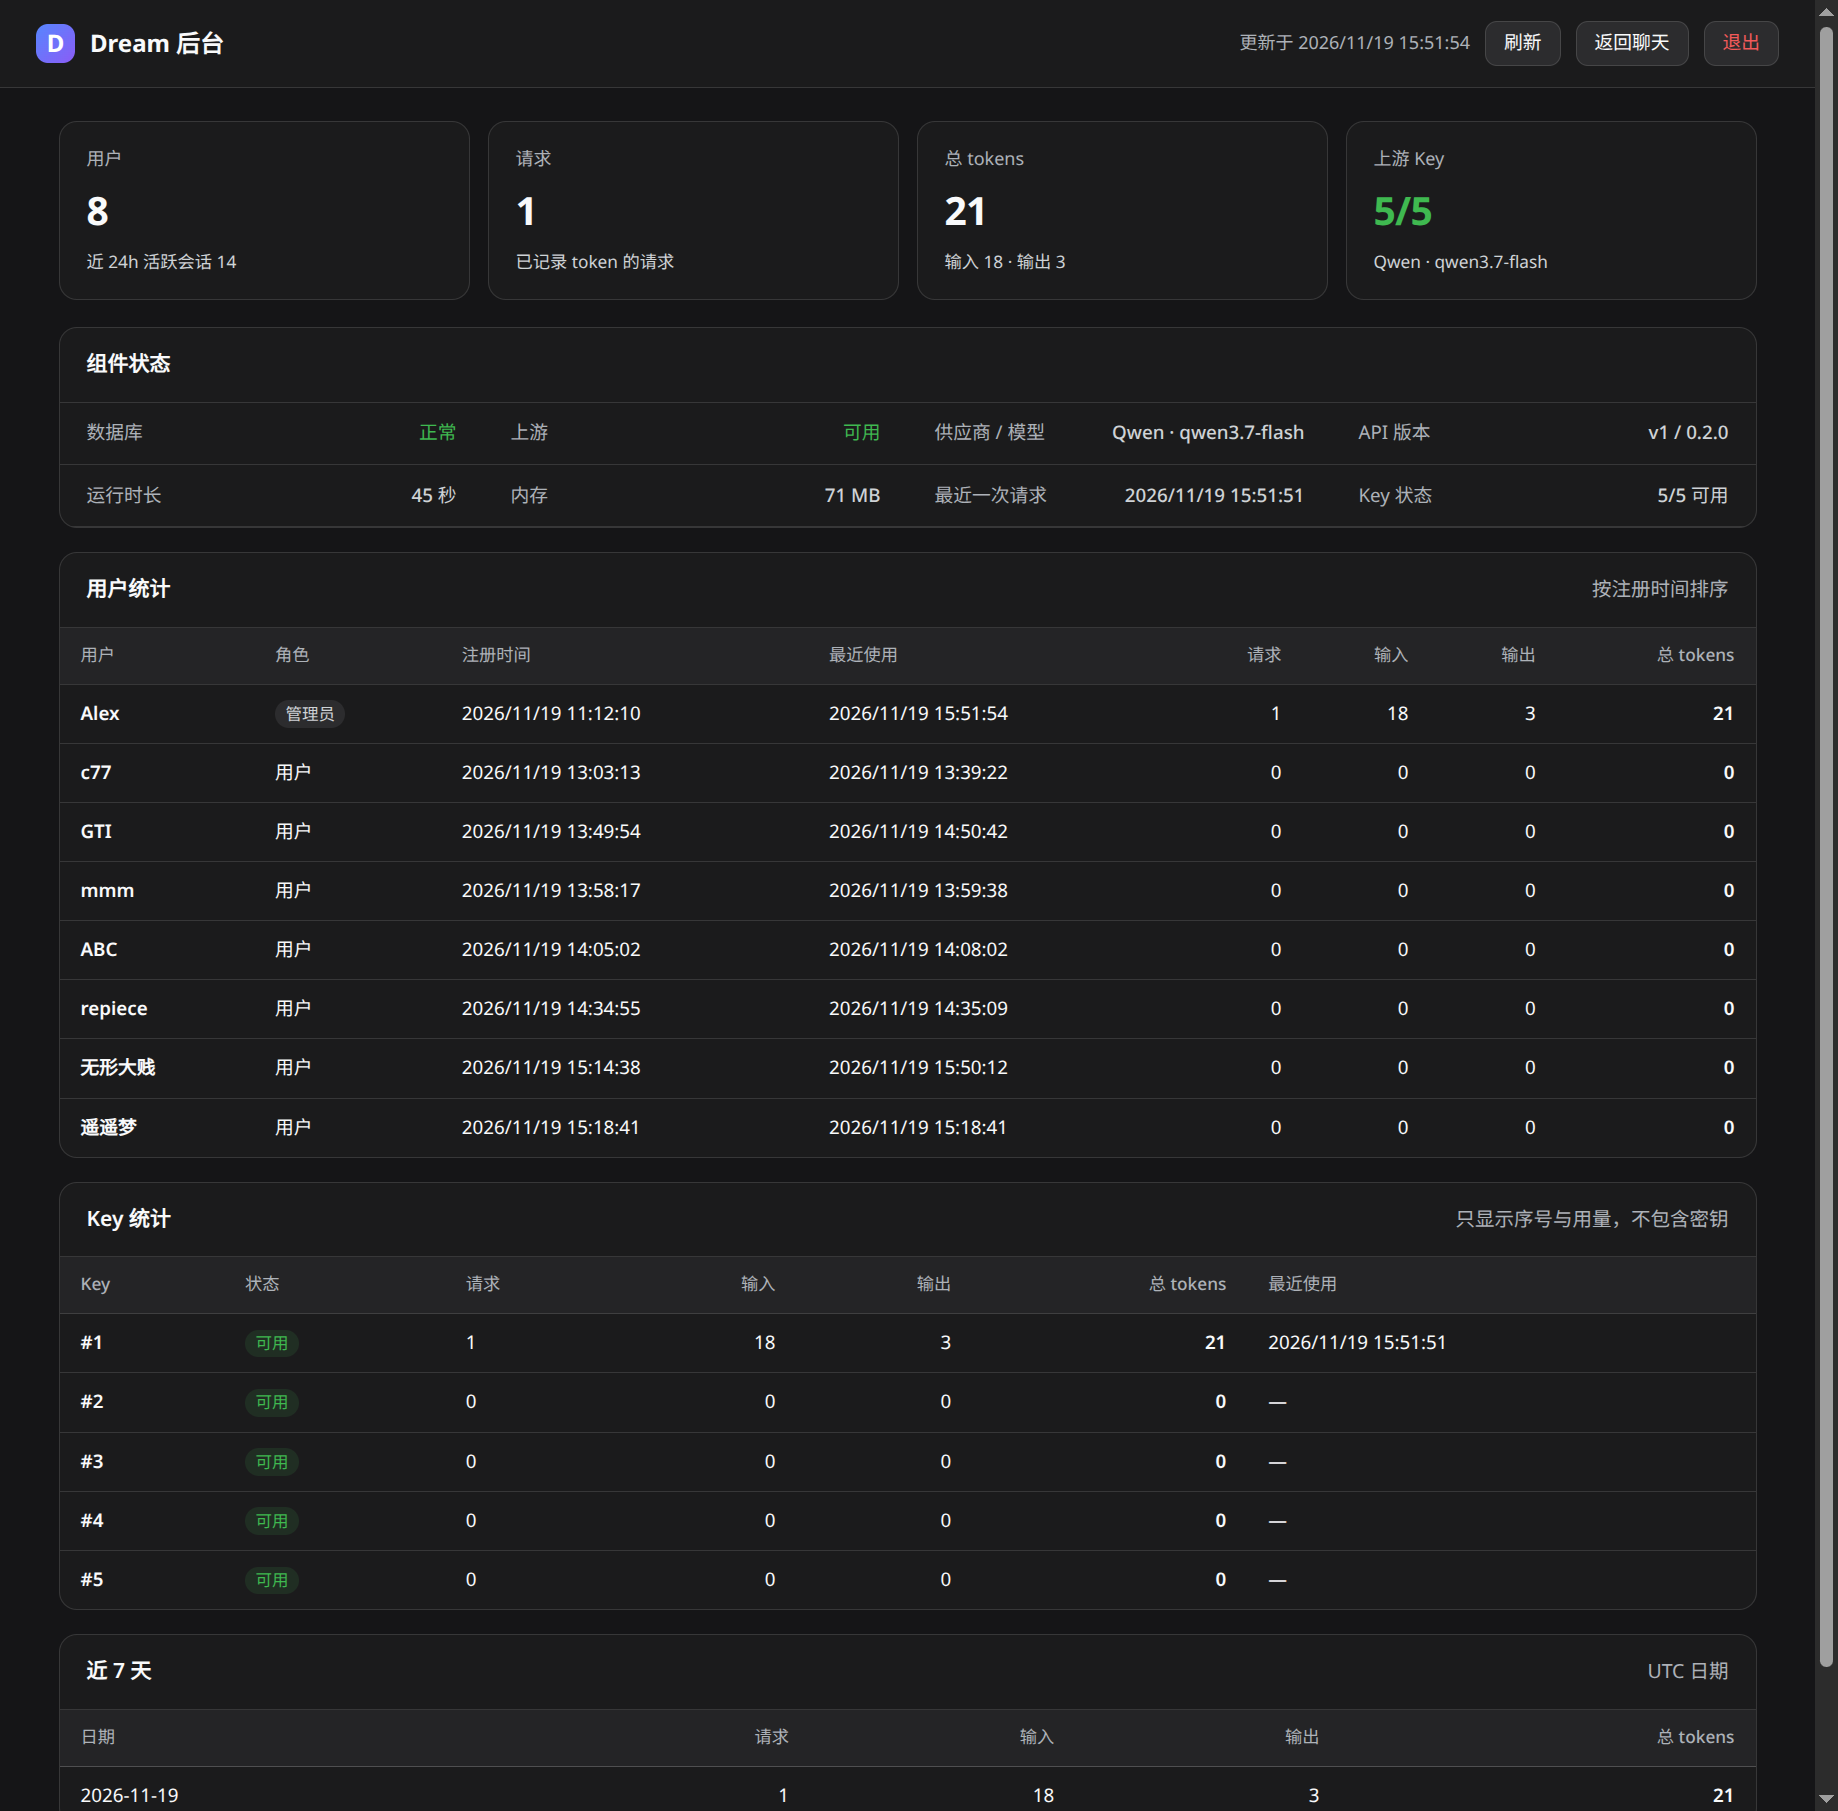 D Dream 后台 更新于 2026/11/19 15:51:54 刷新 返回聊天 退出
用户 请求 总 tokens 上游 Key
8 1 21 5/5
近 24h 活跃会话 14 已记录 token 的请求 输入 18 · 输出 3 Qwen · qwen3.7-flash
组件状态
数据库 正常 上游 可用 供应商 / 模型 Qwen · qwen3.7-flash API 版本 v1 / 0.2.0
运行时长 45 秒 内存 71 MB 最近一次请求 2026/11/19 15:51:51 Key 状态 5/5 可用
用户统计 按注册时间排序
用户 角色 注册时间 最近使用 请求 输入 输出 总 tokens
Alex 管理员 2026/11/19 11:12:10 2026/11/19 15:51:54 1 18 3 21
c77 用户 2026/11/19 13:03:13 2026/11/19 13:39:22 0 0 0 0
GTI 用户 2026/11/19 13:49:54 2026/11/19 14:50:42 0 0 0 0
mmm 用户 2026/11/19 13:58:17 2026/11/19 13:59:38 0 0 0 0
ABC 用户 2026/11/19 14:05:02 2026/11/19 14:08:02 0 0 0 0
repiece 用户 2026/11/19 14:34:55 2026/11/19 14:35:09 0 0 0 0
无形大贱 用户 2026/11/19 15:14:38 2026/11/19 15:50:12 0 0 0 0
遥遥梦 用户 2026/11/19 15:18:41 2026/11/19 15:18:41 0 0 0 0
Key 统计 只显示序号与用量，不包含密钥
Key 状态 请求 输入 输出 总 tokens 最近使用
#1 可用 1 18 3 21 2026/11/19 15:51:51
#2 可用 0 0 0 0 —
#3 可用 0 0 0 0 —
#4 可用 0 0 0 0 —
#5 可用 0 0 0 0 —
近 7 天 UTC 日期
日期 请求 输入 输出 总 tokens
2026-11-19 1 18 3 21